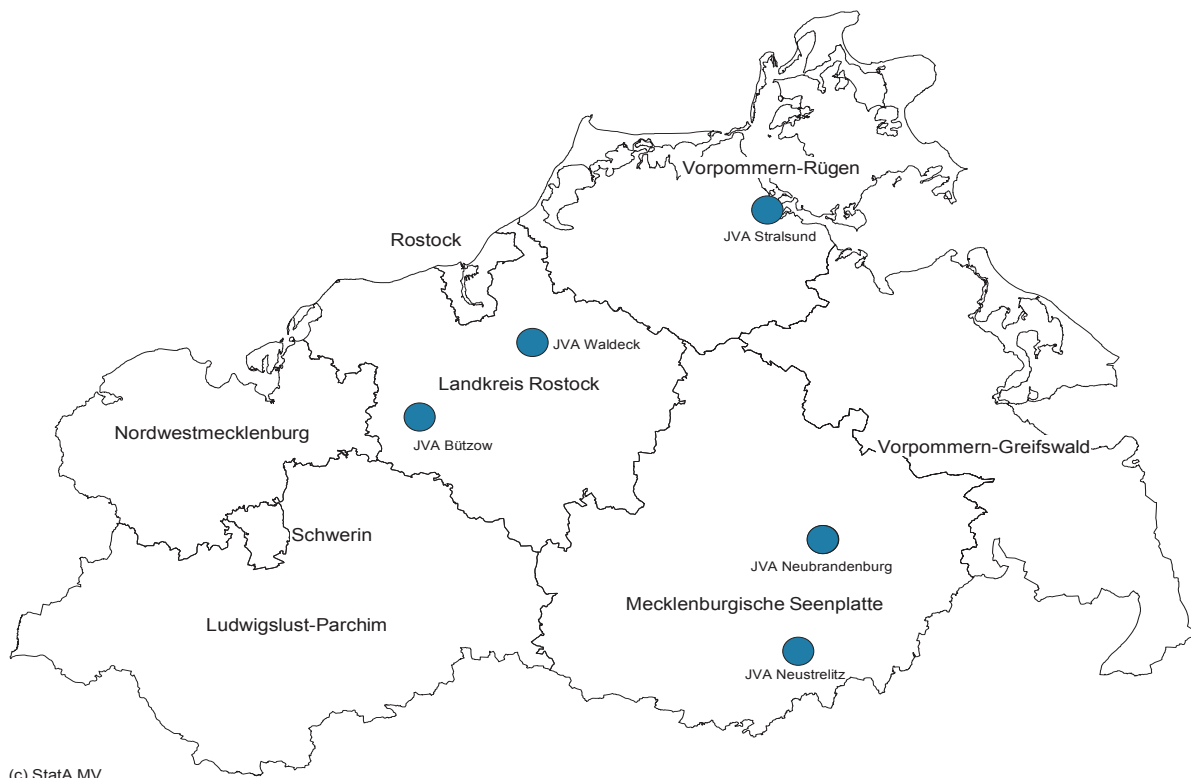 Vorpommern-Rügen
JVA Stralsund
Rostock
JVA Waldeck
Landkreis Rostock
JVA Bützow
Nordwestmecklenburg
Vorpommern-Greifswald
Schwerin
JVA Neubrandenburg
Mecklenburgische Seenplatte
Ludwigslust-Parchim
JVA Neustrelitz
(c) StatA MV